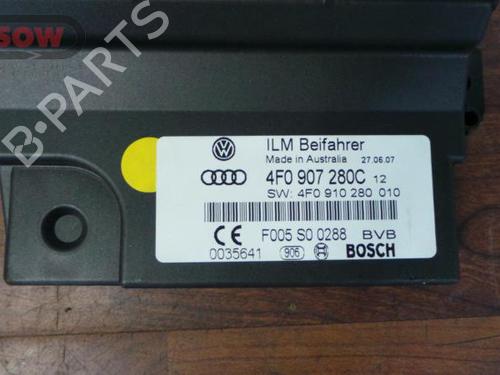 SOW
B-PARTS
ILM Beifahrer
Made in Australia 27.06.07
4F0 907 280C 12
SW: 4F0 910 280 010
CE F005 S0 0288 BVB
0035641 906 BOSCH